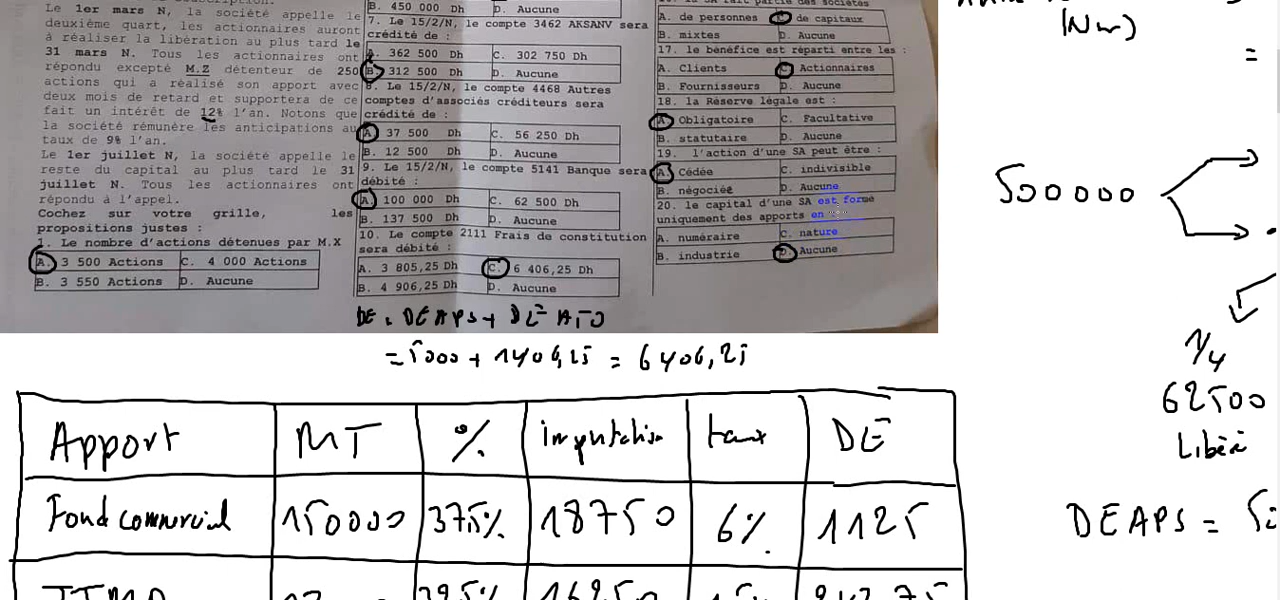 Le 1er mars N, la société appelle le
deuxième quart, les actionnaires auront
à réaliser la libération au plus tard le
31 mars N. Tous les actionnaires ont
répondu excepté M.Z détenteur de 250
actions qui a réalisé son apport avec
deux mois de retard et supportera de ce
fait un intérêt de 12% l'an. Notons que
la société rémunère les anticipations au
taux de 9% l'an.
Le 1er juillet N, la société appelle le
reste du capital au plus tard le 31
juillet N. Tous les actionnaires ont
répondu à l'appel.
Cochez sur votre grille, les
propositions justes :
1. Le nombre d'actions détenues par M.X
A. 3 500 Actions C. 4 000 Actions
B. 3 550 Actions D. Aucune
B. 450 000 Dh D. Aucune
7. Le 15/2/N, le compte 3462 AKSANV sera
crédité de :
A. 362 500 Dh C. 302 750 Dh
B. 312 500 Dh D. Aucune
8. Le 15/2/N, le compte 4468 Autres
comptes d'associés créditeurs sera
crédité de :
A. 37 500 Dh C. 56 250 Dh
B. 12 500 Dh D. Aucune
9. Le 15/2/N, le compte 5141 Banque sera
débité :
A. 100 000 Dh C. 62 500 Dh
B. 137 500 Dh D. Aucune
10. Le compte 2111 Frais de constitution
sera débité :
A. 3 805,25 Dh C. 6 406,25 Dh
B. 4 906,25 Dh D. Aucune
A. de personnes C. de capitaux
B. mixtes D. Aucune
17. le bénéfice est réparti entre les :
A. Clients C. Actionnaires
B. Fournisseurs D. Aucune
18. la Réserve légale est :
A. Obligatoire C. Facultative
B. statutaire D. Aucune
19. l'action d'une SA peut être :
A. Cédée C. indivisible
B. négociée D. Aucune
20. le capital d'une SA est formé
uniquement des apports en
A. numéraire C. nature
B. industrie D. Aucune
DE = DEAPS + DE ATO
= 5000 + 1406,25 = 6406,25
Apport MT % imputation taux DE
Fond commercial 150000 37,5% 18750 6% 1125
(Nur)
=
500000
1/4
62500
Libéré
DEAPS =